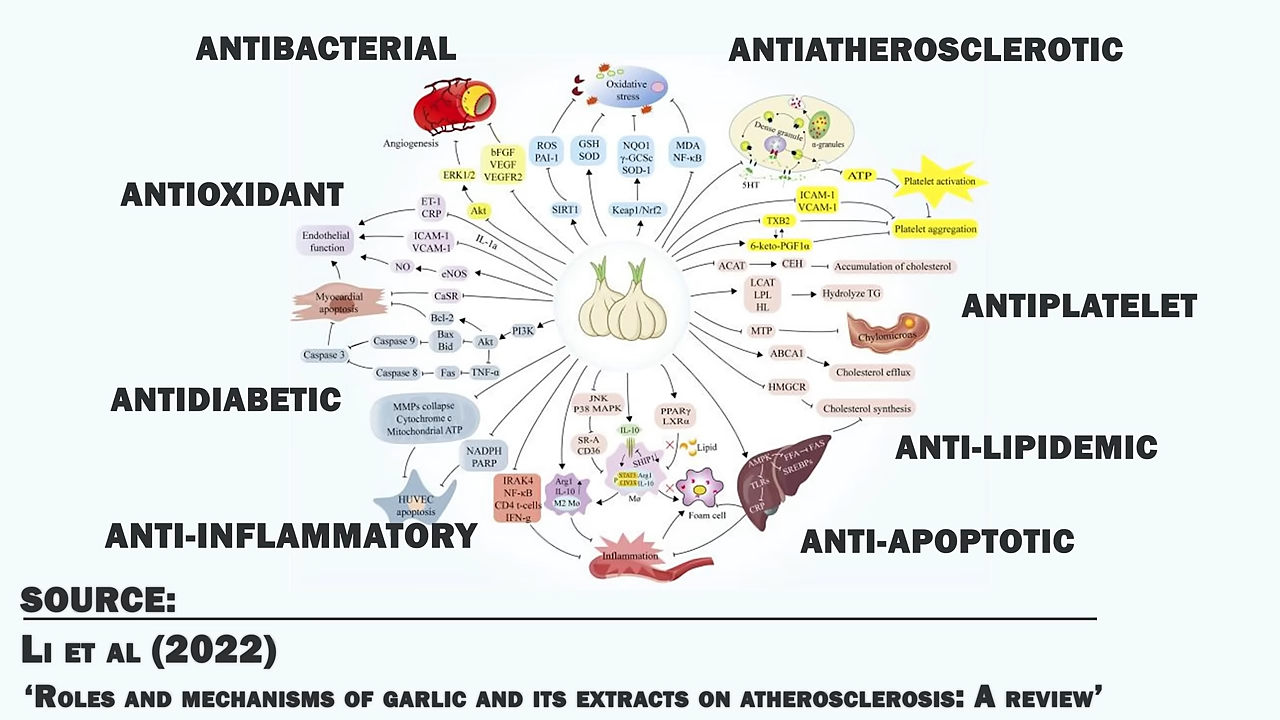 ANTIBACTERIAL
ANTIATHEROSCLEROTIC
ANTIOXIDANT
ANTIPLATELET
ANTIDIABETIC
ANTI-LIPIDEMIC
ANTI-INFLAMMATORY
ANTI-APOPTOTIC
Oxidative
stress
Angiogenesis
bFGF
VEGF
VEGFR2
ERK1/2
Akt
ROS
PAI-1
GSH
SOD
NQO1
γ-GCSc
SOD-1
MDA
NF-κB
SIRT1
Keap1/Nrf2
Dense granule
α-granules
5HT
ATP
Platelet activation
ICAM-1
VCAM-1
TXB2
6-keto-PGF1α
Platelet aggregation
ET-1
CRP
ICAM-1
VCAM-1
IL-1a
Endothelial
function
NO
eNOS
CaSR
Myocardial
apoptosis
Bcl-2
Bax
Bid
Akt
PI3K
Caspase 9
Caspase 3
Caspase 8
Fas
TNF-α
ACAT
CEH
Accumulation of cholesterol
LCAT
LPL
HL
Hydrolyze TG
MTP
Chylomicrons
ABCA1
Cholesterol efflux
HMGCR
Cholesterol synthesis
MMPs collapse
Cytochrome c
Mitochondrial ATP
NADPH
PARP
HUVEC
apoptosis
IRAK4
NF-κB
CD4 t-cells
IFN-g
JNK
P38 MAPK
SR-A
CD36
Arg1
IL-10
M2 Mø
IL-10
SHIP1
STAT3
Arg1
IL-10
Mø
PPARγ
LXRα
Lipid
Foam cell
Inflammation
AMPK
FFA
FAS
SREBPs
TLRs
CRP
SOURCE:
LI ET AL (2022)
‘ROLES AND MECHANISMS OF GARLIC AND ITS EXTRACTS ON ATHEROSCLEROSIS: A REVIEW’